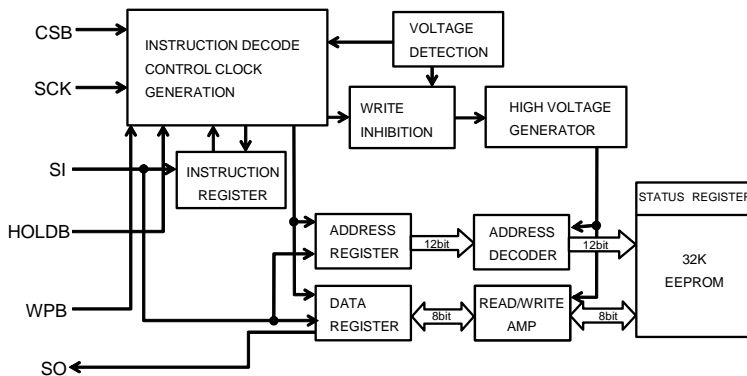 CSB
SCK
SI
HOLDB
WPB
SO
INSTRUCTION DECODE
CONTROL CLOCK
GENERATION
VOLTAGE
DETECTION
WRITE
INHIBITION
HIGH VOLTAGE
GENERATOR
INSTRUCTION
REGISTER
ADDRESS
REGISTER
12bit
ADDRESS
DECODER
12bit
DATA
REGISTER
8bit
READ/WRITE
AMP
8bit
STATUS REGISTER
32K
EEPROM